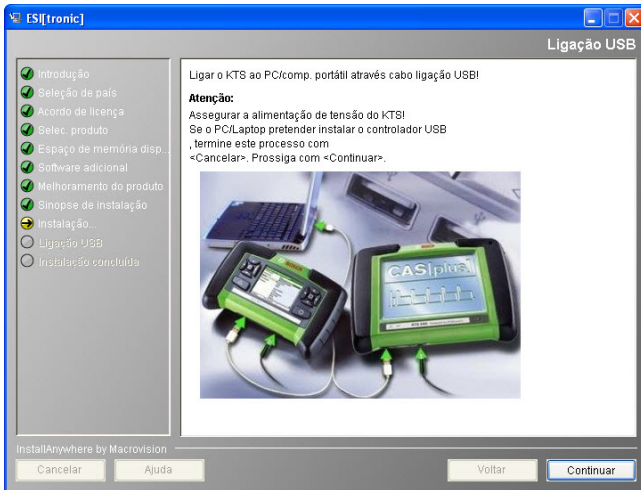 ESI[tronic]
Ligação USB
Introdução
Seleção de país
Acordo de licença
Selec. produto
Espaço de memória disp...
Software adicional
Melhoramento do produto
Sinopse de Instalação
Instalação...
Ligação USB
Instalação concluída
Ligar o KTS ao PC/comp. portátil através cabo ligação USB!
Atenção:
Assegurar a alimentação de tensão do KTS!
Se o PC/Laptop pretender instalar o controlador USB
, termine este processo com
<Cancelar>. Prossiga com <Continuar>.
CAS[plus]
InstallAnywhere by Macrovision
Cancelar
Ajuda
Voltar
Continuar